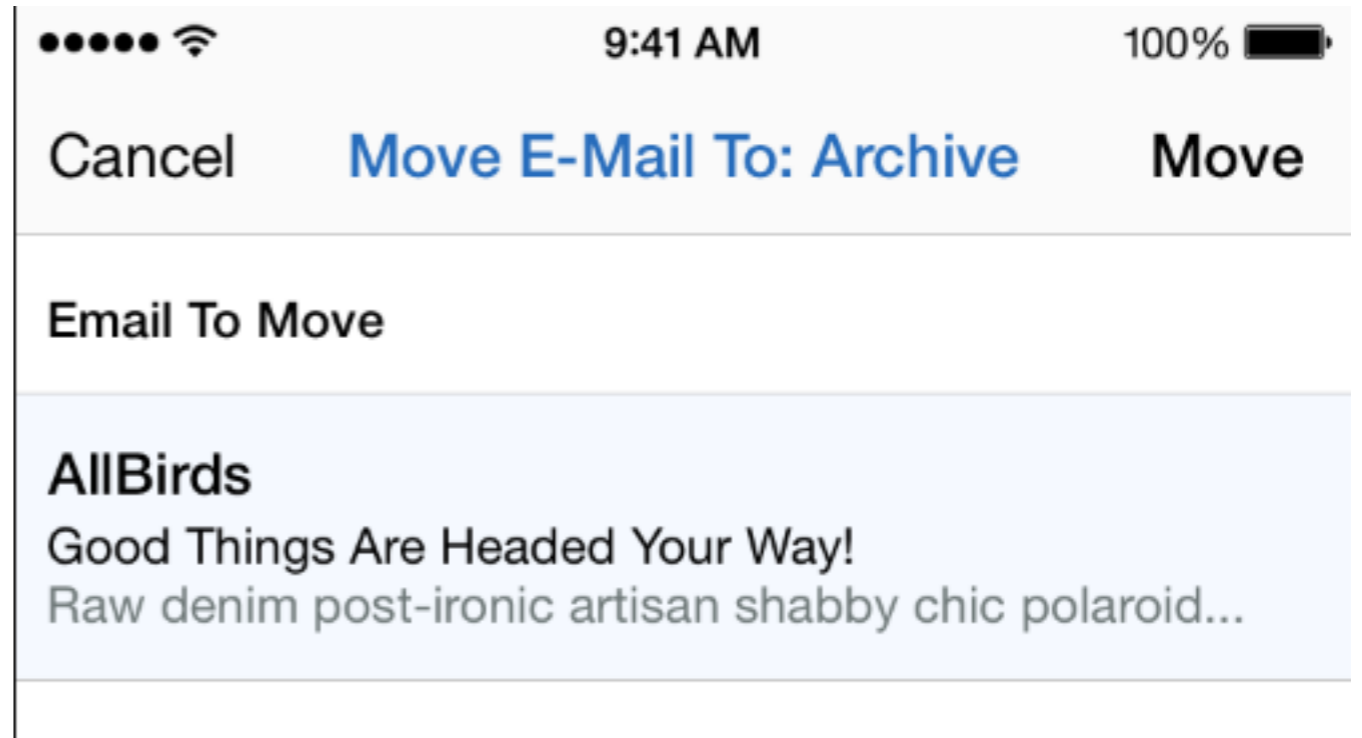 9:41 AM 100%
Cancel Move E-Mail To: Archive Move
Email To Move
AllBirds
Good Things Are Headed Your Way!
Raw denim post-ironic artisan shabby chic polaroid...